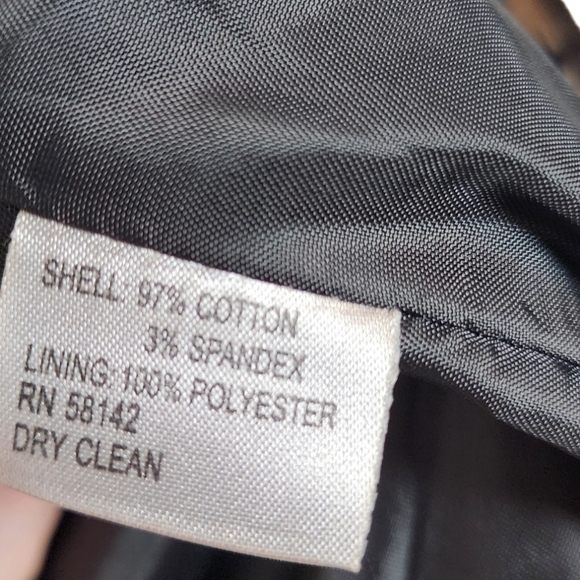 SHELL: 97% COTTON
3% SPANDEX
LINING: 100% POLYESTER
RN 58142
DRY CLEAN